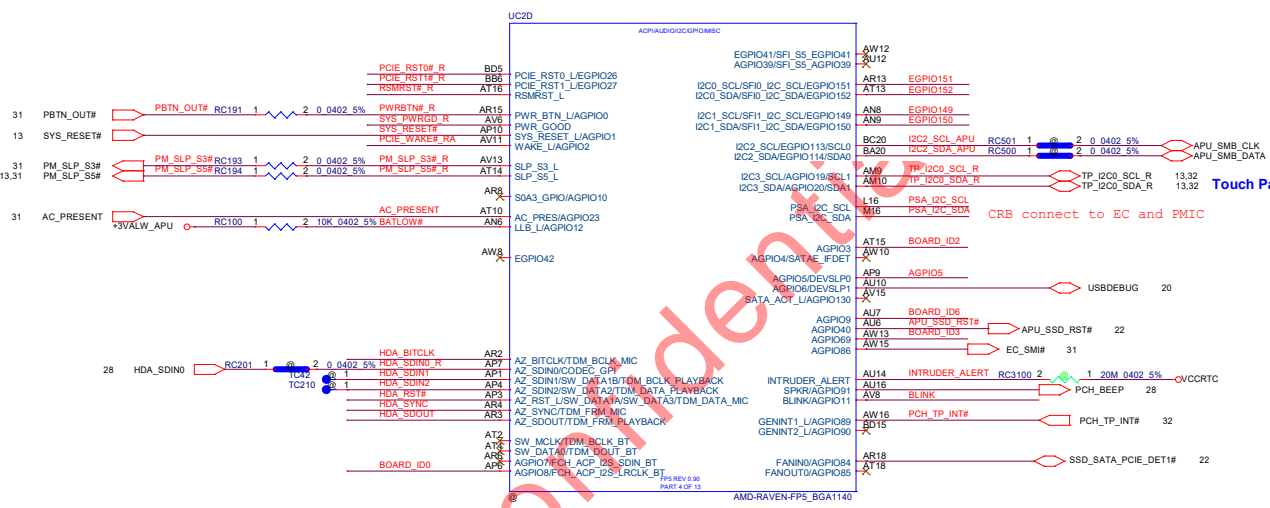 UC2D
ACPI/AUDIO/I2C/GPIO/MISC
PCIE_RST0#_R BD5 PCIE_RST0_L/EGPIO26
PCIE_RST1#_R BB6 PCIE_RST1_L/EGPIO27
RSMRST#_R AT16 RSMRST_L
31 PBTN_OUT# PBTN_OUT# RC191 1 2 0_0402_5% PWRBTN#_R AR15 PWR_BTN_L/AGPIO0
SYS_PWRGD_R AV6 PWR_GOOD
13 SYS_RESET# SYS_RESET# AP10 SYS_RESET_L/AGPIO1
PCIE_WAKE#_RA AV11 WAKE_L/AGPIO2
31 PM_SLP_S3# PM_SLP_S3# RC193 1 2 0_0402_5% PM_SLP_S3#_R AV13 SLP_S3_L
13,31 PM_SLP_S5# PM_SLP_S5# RC194 1 2 0_0402_5% PM_SLP_S5#_R AT14 SLP_S5_L
AR8 S0A3_GPIO/AGPIO10
31 AC_PRESENT AC_PRESENT AT10 AC_PRES/AGPIO23
+3VALW_APU RC100 1 2 10K_0402_5% BATLOW# AN6 LLB_L/AGPIO12
AW8 EGPIO42
28 HDA_SDIN0 RC201 1 @ 2 0_0402_5%
HDA_BITCLK AR2 AZ_BITCLK/TDM_BCLK_MIC
HDA_SDIN0_R AP7 AZ_SDIN0/CODEC_GPI
TC42 @ 1 HDA_SDIN1 AP1 AZ_SDIN1/SW_DATA1B/TDM_BCLK_PLAYBACK
TC210 @ 1 HDA_SDIN2 AP4 AZ_SDIN2/SW_DATA2/TDM_DATA_PLAYBACK
HDA_RST# AP3 AZ_RST_L/SW_DATA1A/SW_DATA3/TDM_DATA_MIC
HDA_SYNC AR4 AZ_SYNC/TDM_FRM_MIC
HDA_SDOUT AR3 AZ_SDOUT/TDM_FRM_PLAYBACK
AT2 SW_MCLK/TDM_BCLK_BT
AT4 SW_DATA0/TDM_DOUT_BT
AR6 AGPIO7/FCH_ACP_I2S_SDIN_BT
BOARD_ID0 AP6 AGPIO8/FCH_ACP_I2S_LRCLK_BT
EGPIO41/SFI_S5_EGPIO41 AW12
AGPIO39/SFI_S5_AGPIO39 AU12
I2C0_SCL/SFI0_I2C_SCL/EGPIO151 AR13 EGPIO151
I2C0_SDA/SFI0_I2C_SDA/EGPIO152 AT13 EGPIO152
I2C1_SCL/SFI1_I2C_SCL/EGPIO149 AN8 EGPIO149
I2C1_SDA/SFI1_I2C_SDA/EGPIO150 AN9 EGPIO150
I2C2_SCL/EGPIO113/SCL0 BC20 I2C2_SCL_APU RC501 1 @ 2 0_0402_5% APU_SMB_CLK
I2C2_SDA/EGPIO114/SDA0 BA20 I2C2_SDA_APU RC500 1 @ 2 0_0402_5% APU_SMB_DATA
I2C3_SCL/AGPIO19/SCL1 AM9 TP_I2C0_SCL_R TP_I2C0_SCL_R 13,32
I2C3_SDA/AGPIO20/SDA1 AM10 TP_I2C0_SDA_R TP_I2C0_SDA_R 13,32
Touch Pa
PSA_I2C_SCL L16 PSA_I2C_SCL
PSA_I2C_SDA M16 PSA_I2C_SDA
CRB connect to EC and PMIC
AGPIO3 AT15 BOARD_ID2
AGPIO4/SATAE_IFDET AW10
AGPIO5/DEVSLP0 AP9 AGPIO5
AGPIO6/DEVSLP1 AU10 USBDEBUG 20
SATA_ACT_L/AGPIO130 AV15
AGPIO9 AU7 BOARD_ID6
AGPIO40 AU6 APU_SSD_RST# APU_SSD_RST# 22
AGPIO69 AW13 BOARD_ID3
AGPIO86 AW15 EC_SMI# 31
INTRUDER_ALERT AU14 INTRUDER_ALERT RC3100 2 @ 1 20M_0402_5% VCCRTC
SPKR/AGPIO91 AU16 PCH_BEEP 28
BLINK/AGPIO11 AV8 BLINK
GENINT1_L/AGPIO89 AW16 PCH_TP_INT# 32
GENINT2_L/AGPIO90 BD15
FANIN0/AGPIO84 AR18 SSD_SATA_PCIE_DET1# 22
FANOUT0/AGPIO85 AT18
FP5 REV 0.90
PART 4 OF 13
@ AMD-RAVEN-FP5_BGA1140
Confidential